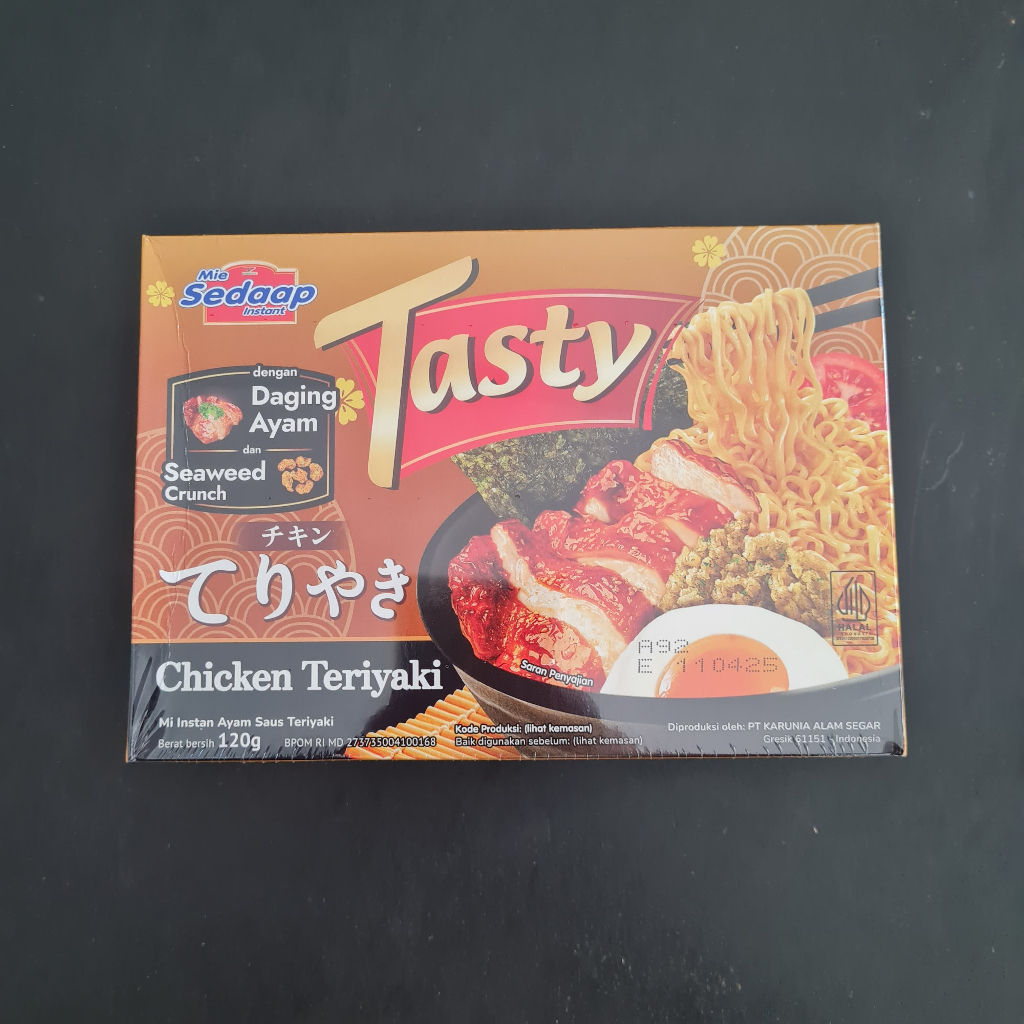 Mie
Sedaap
Instant
Tasty
dengan
Daging
Ayam
dan
Seaweed
Crunch
チキン
てりやき
Chicken Teriyaki
Mi Instan Ayam Saus Teriyaki
Berat bersih 120g
BPOM RI MD 273735004100168
Saran Penyajian
A92
E 110425
HALAL
INDONESIA
Kode Produksi: (lihat kemasan)
Baik digunakan sebelum: (lihat kemasan)
Diproduksi oleh: PT KARUNIA ALAM SEGAR
Gresik 61151 - Indonesia